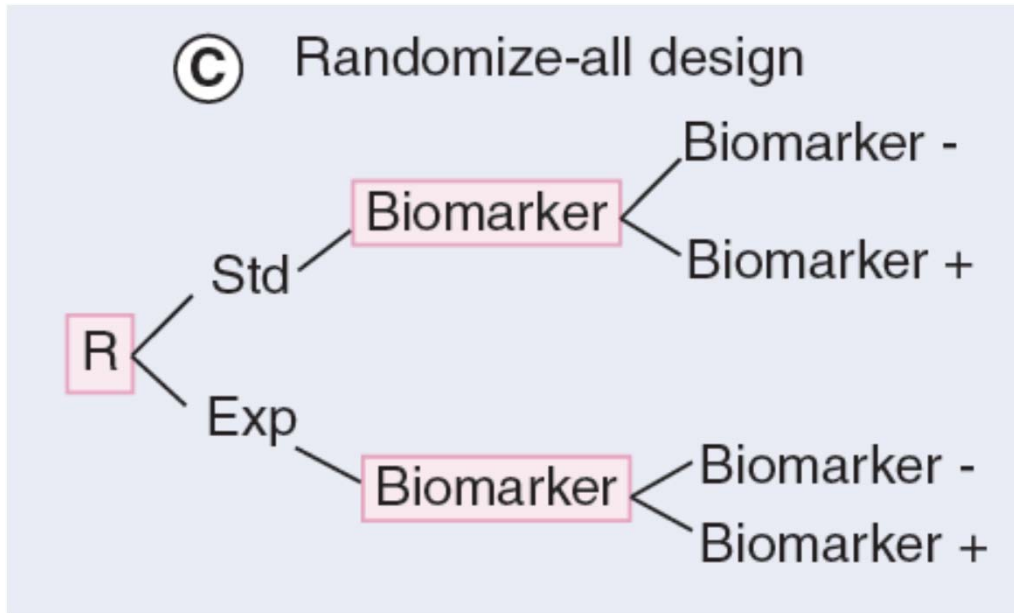 C Randomize-all design
Biomarker -
Biomarker
Biomarker +
Std
R
Exp
Biomarker -
Biomarker
Biomarker +